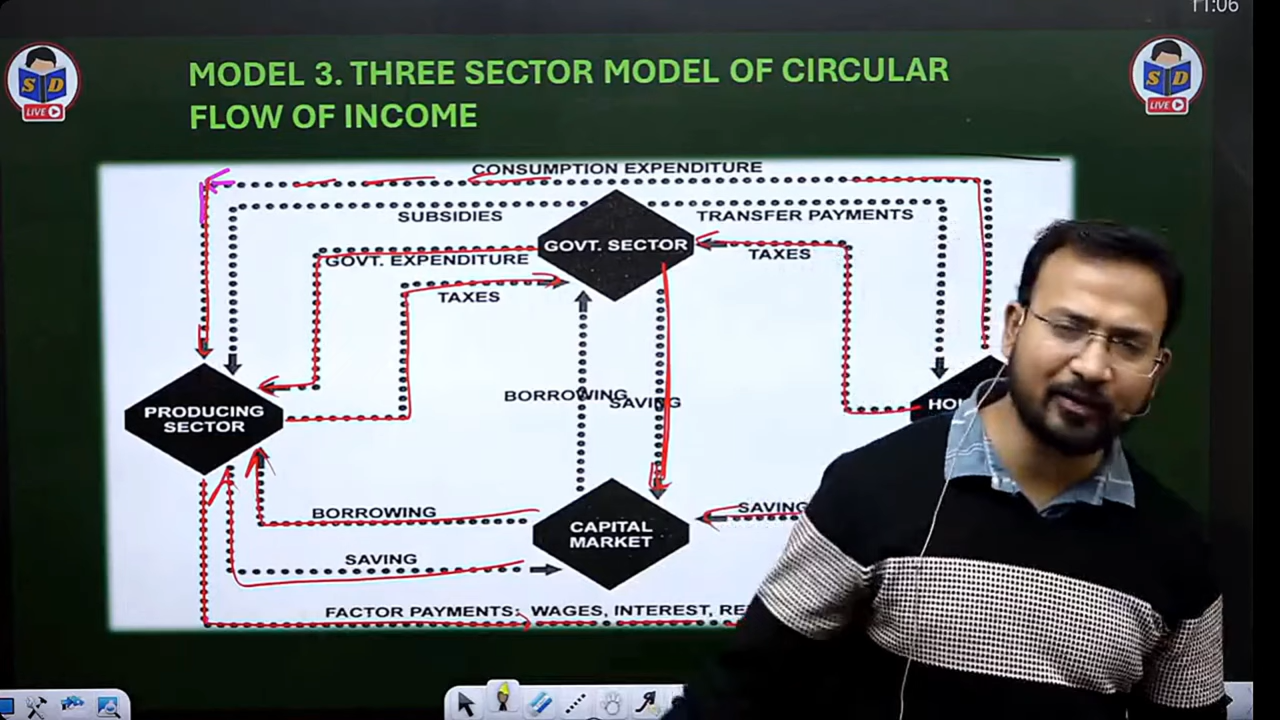 11:06
S D
LIVE
S D
LIVE
MODEL 3. THREE SECTOR MODEL OF CIRCULAR
FLOW OF INCOME
CONSUMPTION EXPENDITURE
SUBSIDIES
TRANSFER PAYMENTS
GOVT. SECTOR
GOVT. EXPENDITURE
TAXES
TAXES
BORROWING
SAVING
PRODUCING
SECTOR
HOU
BORROWING
SAVING
CAPITAL
MARKET
SAVING
FACTOR PAYMENTS: WAGES, INTEREST, RE